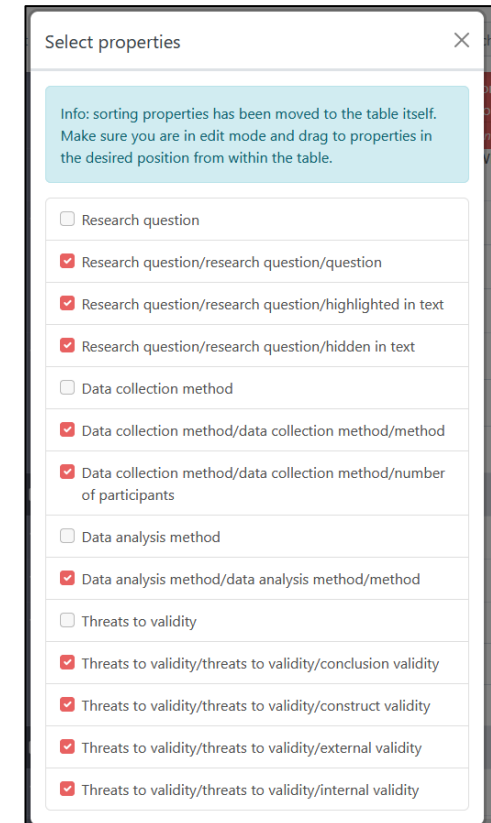 Select properties
Info: sorting properties has been moved to the table itself.
Make sure you are in edit mode and drag to properties in
the desired position from within the table.
Research question
Research question/research question/question
Research question/research question/highlighted in text
Research question/research question/hidden in text
Data collection method
Data collection method/data collection method/method
Data collection method/data collection method/number
of participants
Data analysis method
Data analysis method/data analysis method/method
Threats to validity
Threats to validity/threats to validity/conclusion validity
Threats to validity/threats to validity/construct validity
Threats to validity/threats to validity/external validity
Threats to validity/threats to validity/internal validity